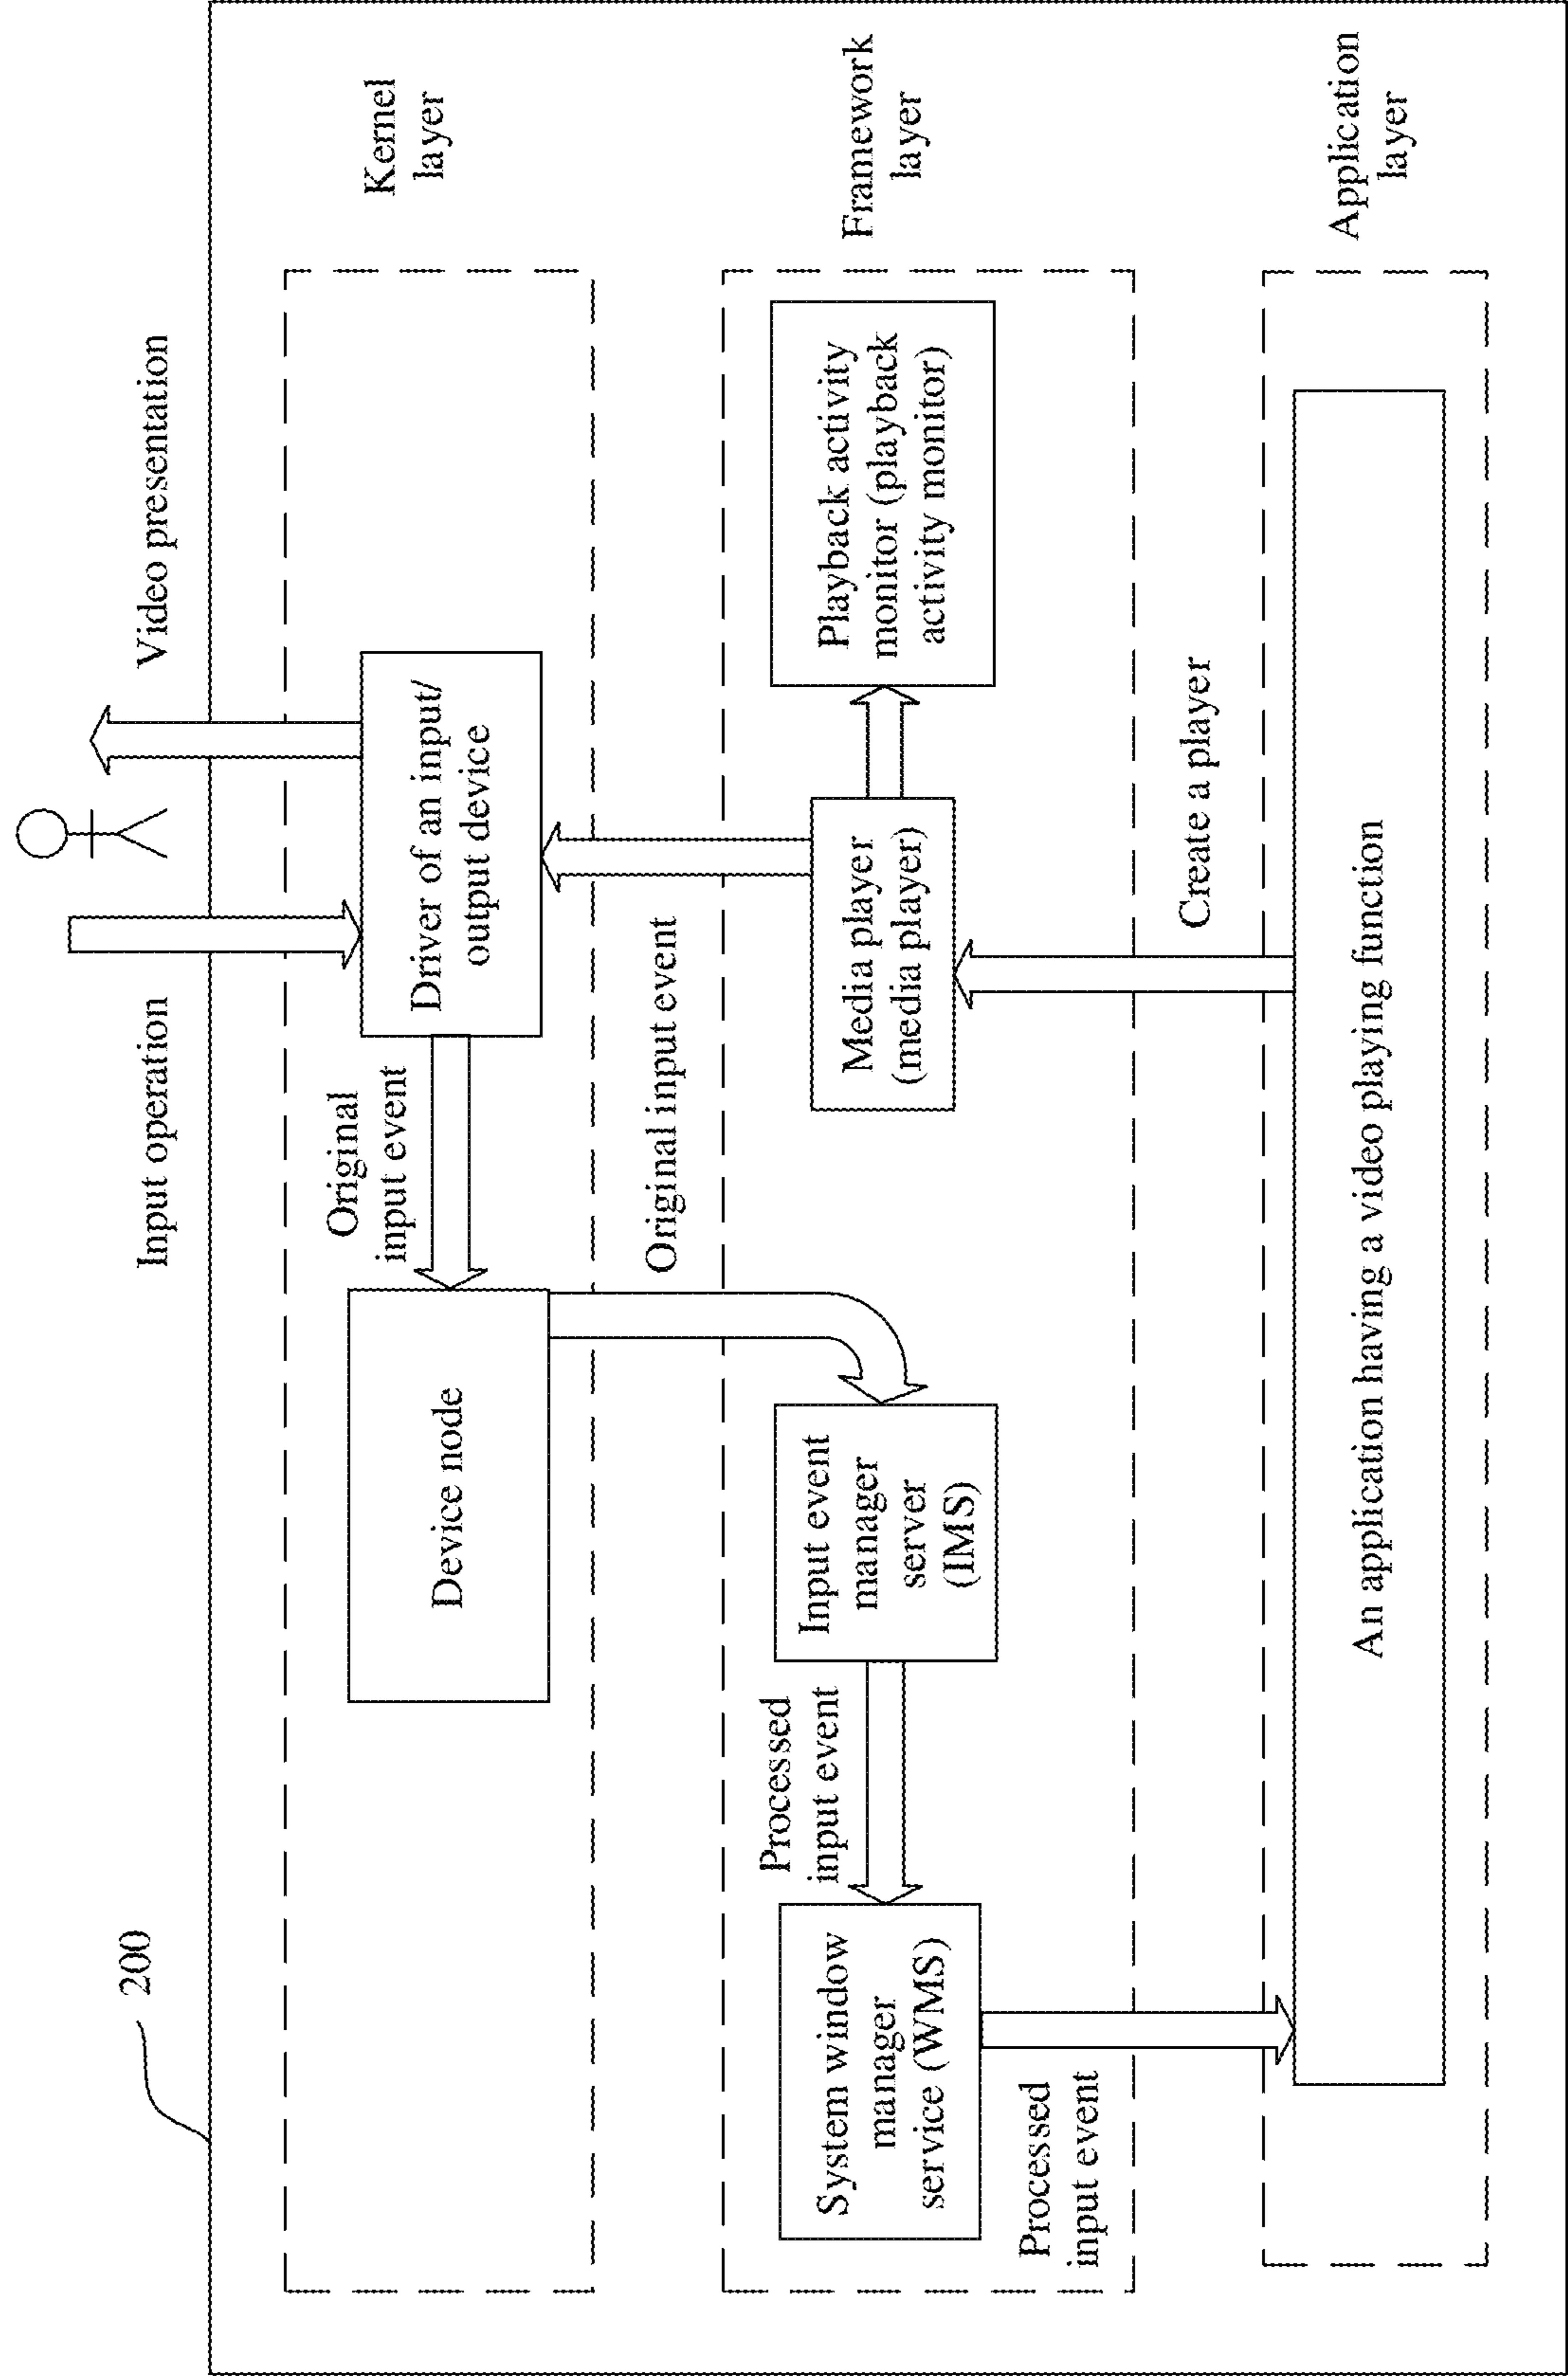 200
Input operation
Video presentation
Kernel
layer
Device node
Original
input event
Driver of an input/
output device
Original input event
Framework
layer
System window
manager
service (WMS)
Processed
input event
Input event
manager
server
(IMS)
Media player
(media player)
Playback activity
monitor (playback
activity monitor)
Processed
input event
Create a player
Application
layer
An application having a video playing function